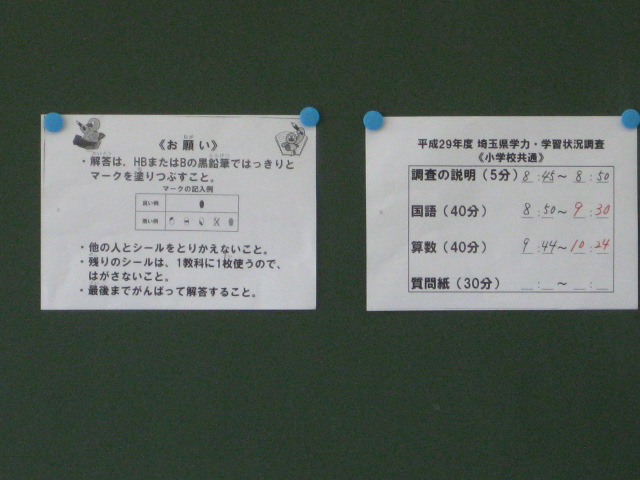 《お願い》
・解答は、HBまたはBの黒鉛筆ではっきりと
マークを塗りつぶすこと。
マークの記入例
良い例
悪い例
・他の人とシールをとりかえないこと。
・残りのシールは、1教科に1枚使うので、
はがさないこと。
・最後までがんばって解答すること。
平成29年度 埼玉県学力・学習状況調査
《小学校共通》
調査の説明(5分) 8:45~8:50
国語(40分) 8:50~9:30
算数(40分) 9:44~10:24
質問紙(30分) __:__~__:__